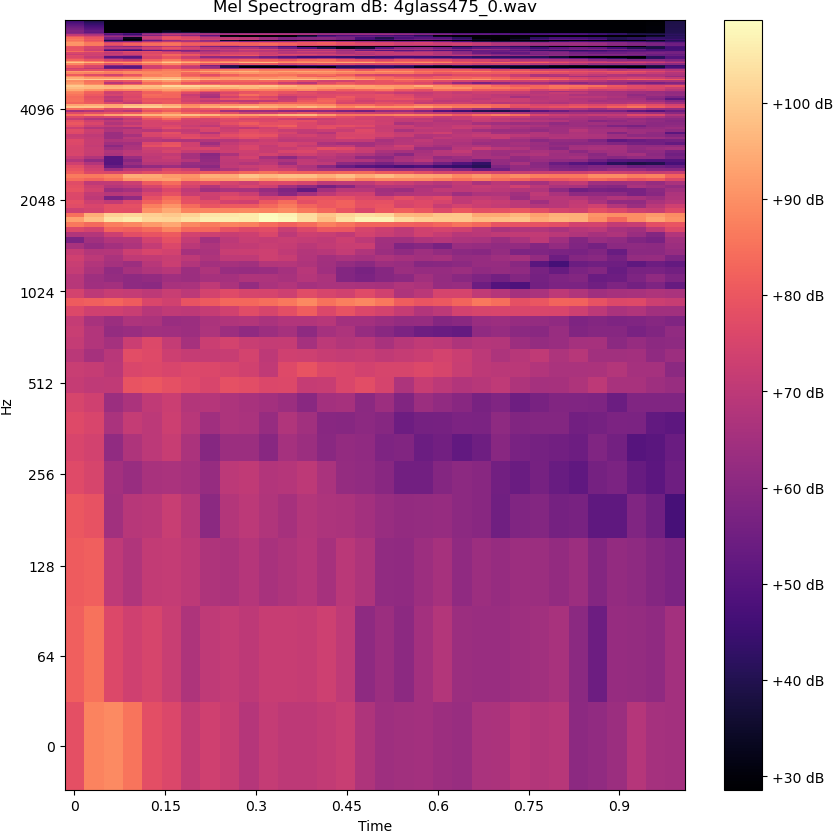 Mel Spectrogram dB: 4glass475_0.wav
4096
2048
1024
512
256
128
64
0
Hz
0
0.15
0.3
0.45
0.6
0.75
0.9
Time
+100 dB
+90 dB
+80 dB
+70 dB
+60 dB
+50 dB
+40 dB
+30 dB